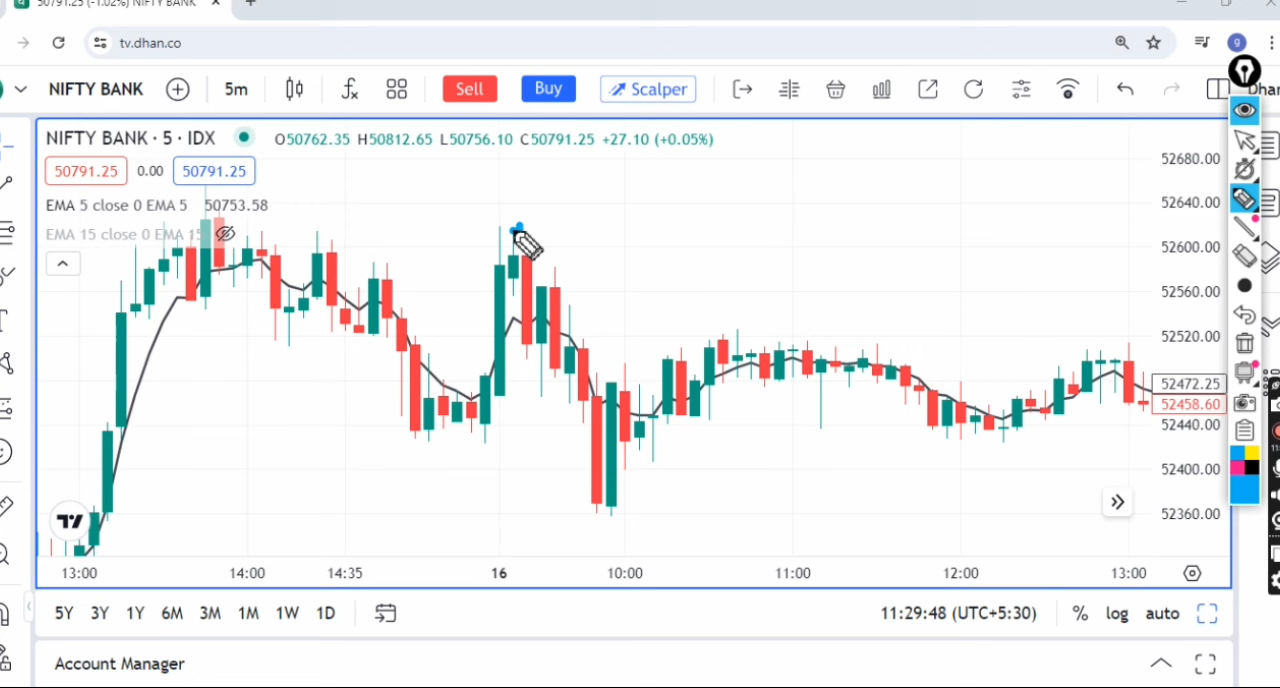 50791.25 (-1.02%) NIFTY BANK
tv.dhan.co
g
NIFTY BANK 5m Sell Buy Scalper Dhan
NIFTY BANK · 5 · IDX O50762.35 H50812.65 L50756.10 C50791.25 +27.10 (+0.05%)
50791.25 0.00 50791.25
EMA 5 close 0 EMA 5 50753.58
EMA 15 close 0 EMA 15
52680.00
52640.00
52600.00
52560.00
52520.00
52472.25
52458.60
52440.00
52400.00
52360.00
13:00 14:00 14:35 16 10:00 11:00 12:00 13:00
5Y 3Y 1Y 6M 3M 1M 1W 1D 11:29:48 (UTC+5:30) % log auto
Account Manager